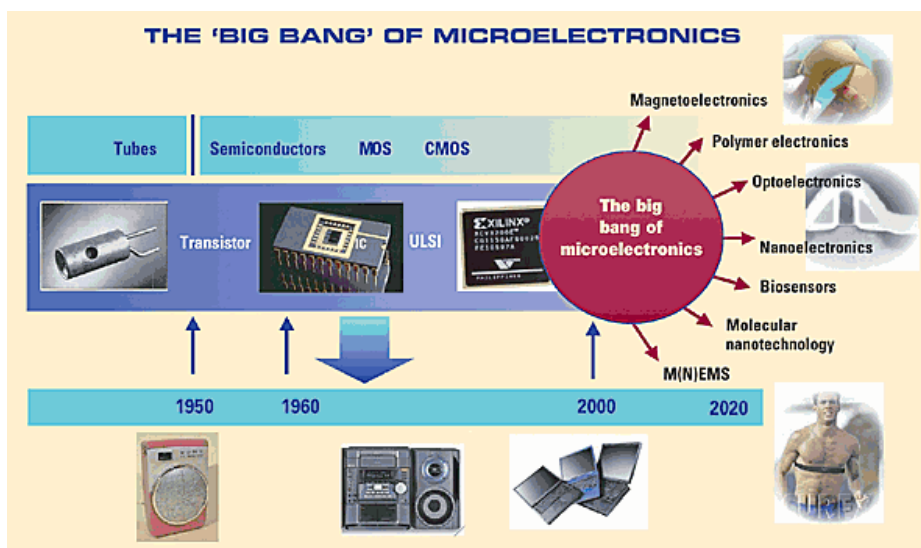 THE 'BIG BANG' OF MICROELECTRONICS
Magnetoelectronics
Tubes
Semiconductors
MOS
CMOS
Polymer electronics
Optoelectronics
The big
bang of
microelectronics
Transistor
IC
ULSI
XILINX
Nanoelectronics
Biosensors
Molecular
nanotechnology
M(N)EMS
1950
1960
2000
2020